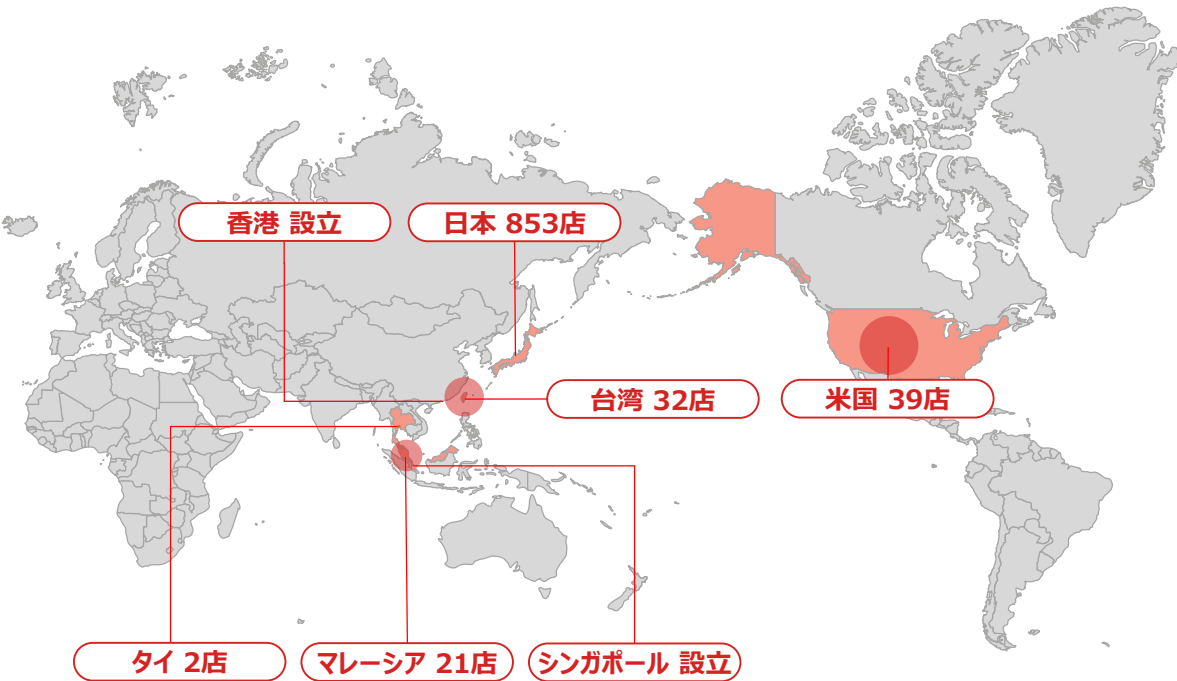 香港 設立
日本 853店
台湾 32店
米国 39店
タイ 2店
マレーシア 21店
シンガポール 設立